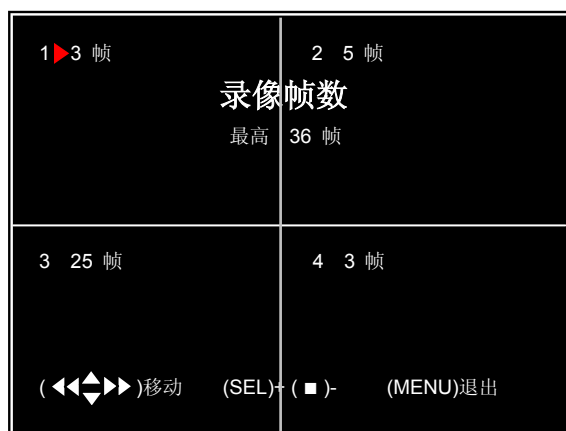 1▶3 帧 2 5 帧
录像帧数
最高 36 帧
3 25 帧 4 3 帧
(◀◀▲▼▶▶)移动 (SEL)+ (■)- (MENU)退出